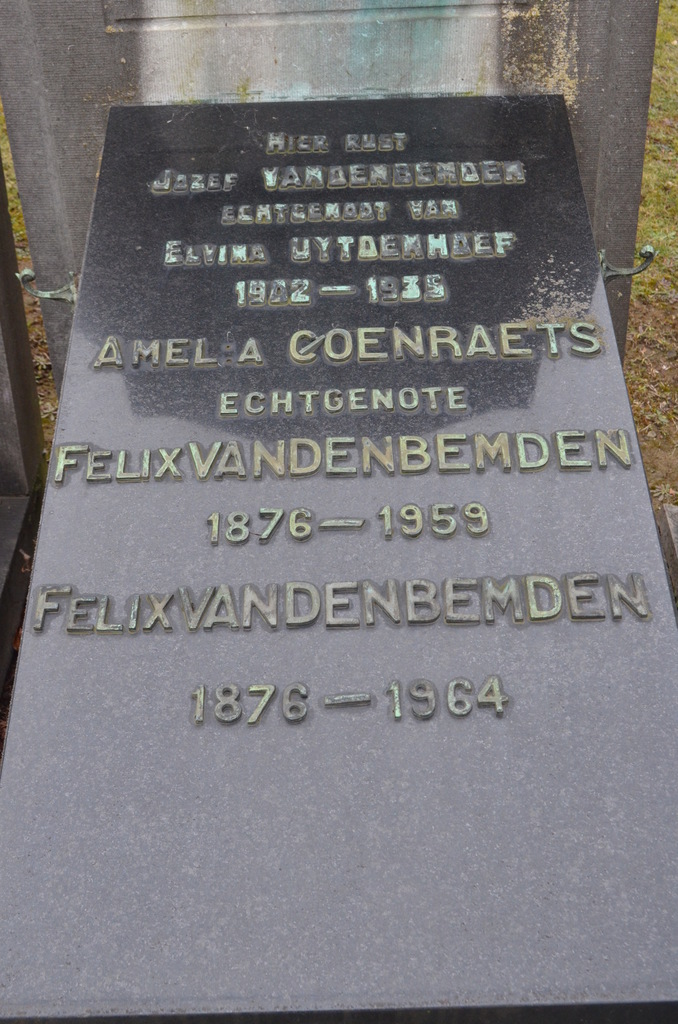 HIER RUST
JOZEF VANDENBEMDEN
ECHTGENOOT VAN
ELVINA UYTDENHOEF
1902 — 1935
AMELIA COENRAETS
ECHTGENOTE
FELIX VANDENBEMDEN
1876 — 1959
FELIX VANDENBEMDEN
1876 — 1964